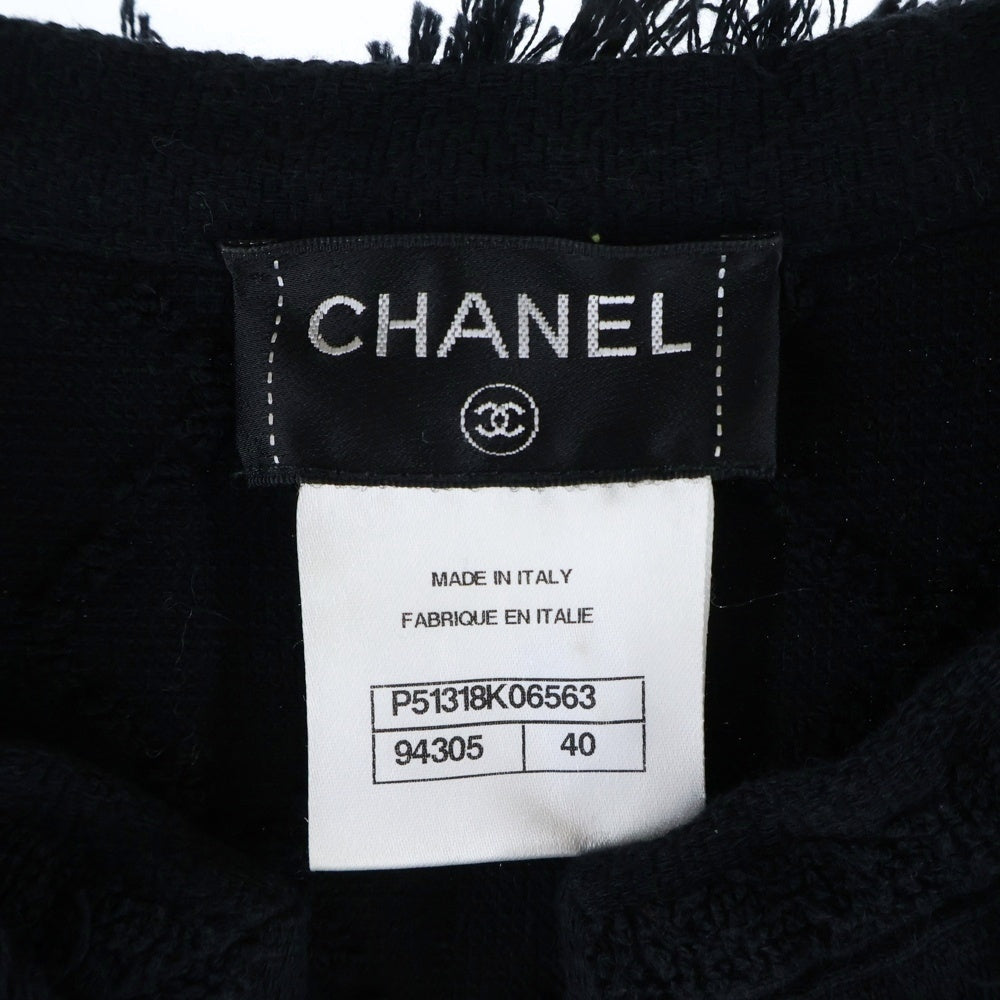 CHANEL
MADE IN ITALY
FABRIQUE EN ITALIE
P51318K06563
94305 40